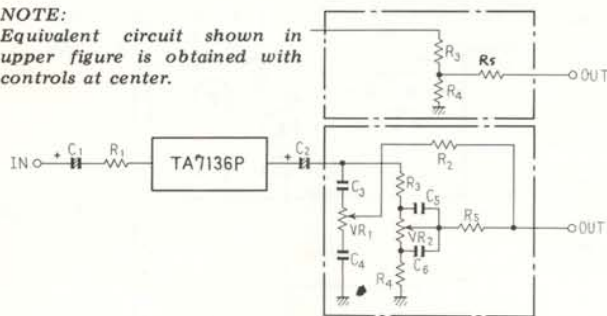 NOTE:
Equivalent circuit shown in
upper figure is obtained with
controls at center.
R3
R5
OUT
R4
IN
+
C1
R1
TA7136P
+
C2
C3
R3
R2
C5
VR1
VR2
R5
OUT
C4
C6
R4